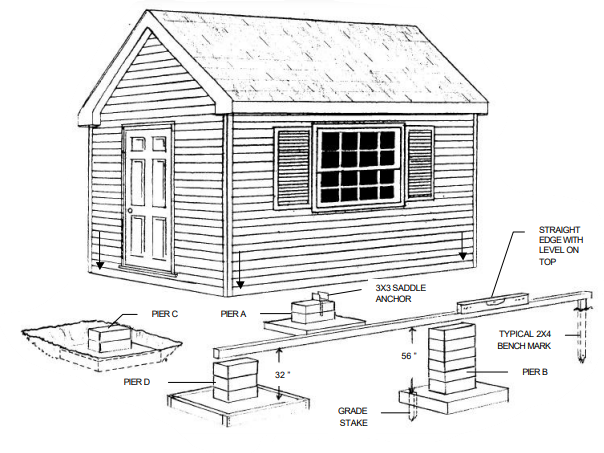 STRAIGHT
EDGE WITH
LEVEL ON
TOP
3X3 SADDLE
ANCHOR
PIER C
PIER A
TYPICAL 2X4
BENCH MARK
56 "
32 "
PIER D
PIER B
GRADE
STAKE